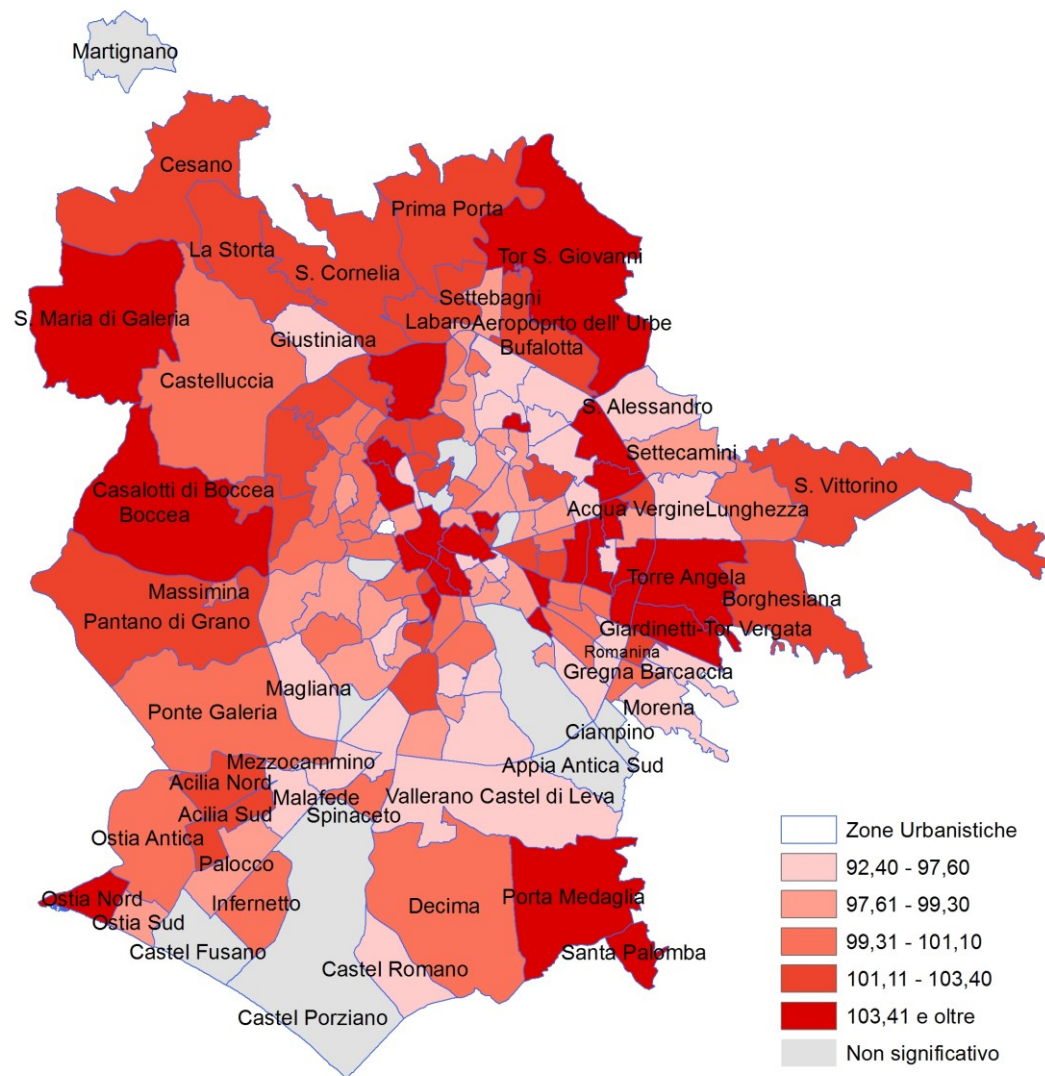 Martignano
Cesano
Prima Porta
La Storta
Tor S. Giovanni
S. Cornelia
Settebagni
S. Maria di Galeria
Labaro
Aeropoprto dell' Urbe
Giustiniana
Bufalotta
Castelluccia
S. Alessandro
Settecamini
Casalotti di Boccea
S. Vittorino
Boccea
Acqua Vergine
Lunghezza
Torre Angela
Massimina
Borghesiana
Pantano di Grano
Giardinetti-Tor Vergata
Romanina
Gregna Barcaccia
Magliana
Morena
Ponte Galeria
Ciampino
Mezzocammino
Appia Antica Sud
Acilia Nord
Malafede
Vallerano Castel di Leva
Acilia Sud
Spinaceto
Ostia Antica
Palocco
Ostia Nord
Infernetto
Decima
Porta Medaglia
Ostia Sud
Castel Fusano
Santa Palomba
Castel Romano
Castel Porziano
Zone Urbanistiche
92,40 - 97,60
97,61 - 99,30
99,31 - 101,10
101,11 - 103,40
103,41 e oltre
Non significativo